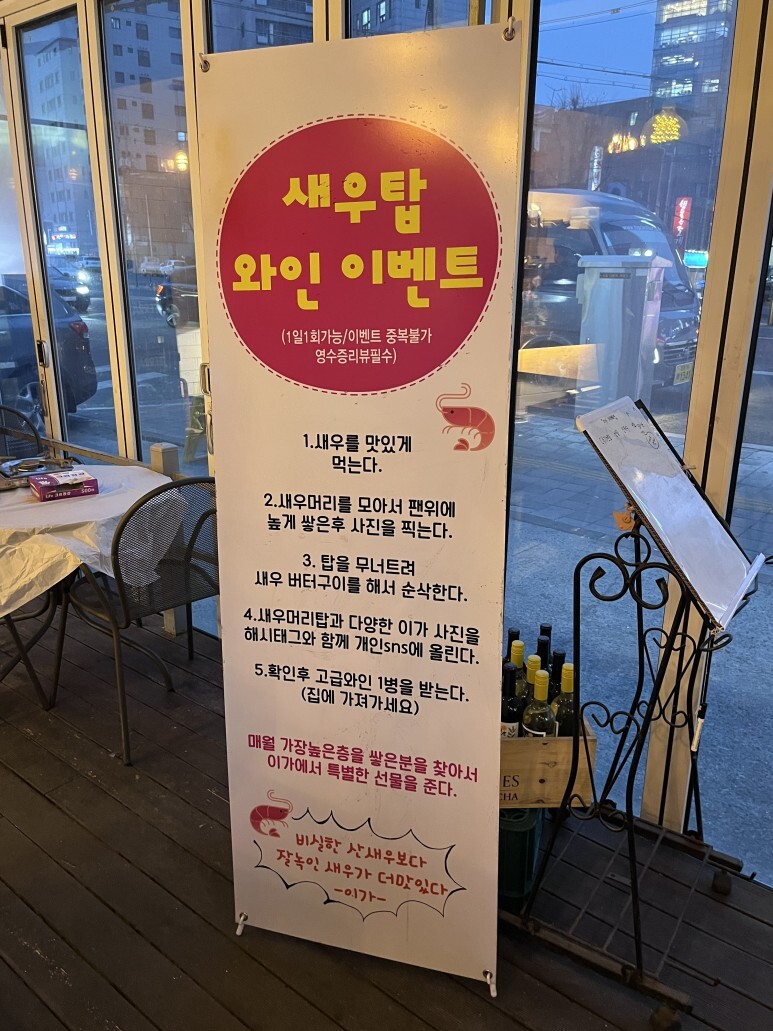 새우탑
와인 이벤트
(1일1회가능/이벤트 중복불가
영수증리뷰필수)
1.새우를 맛있게
먹는다.
2.새우머리를 모아서 팬위에
높게 쌓은후 사진을 찍는다.
3. 탑을 무너트려
새우 버터구이를 해서 순삭한다.
4.새우머리탑과 다양한 이가 사진을
해시태그와 함께 개인sns에 올린다.
5.확인후 고급와인 1병을 받는다.
(집에 가져가세요)
매월 가장높은층을 쌓은분을 찾아서
이가에서 특별한 선물을 준다.
비실한 산새우보다
잘녹인 새우가 더맛있다
-이가-